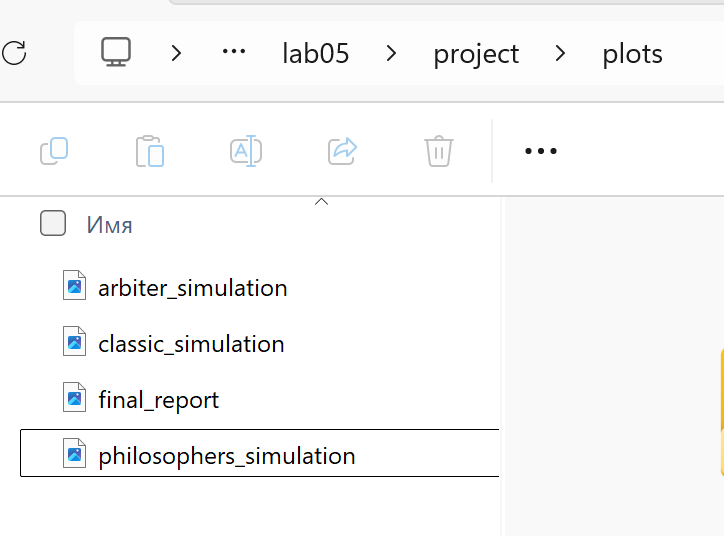 ... lab05 > project > plots
Имя
arbiter_simulation
classic_simulation
final_report
philosophers_simulation